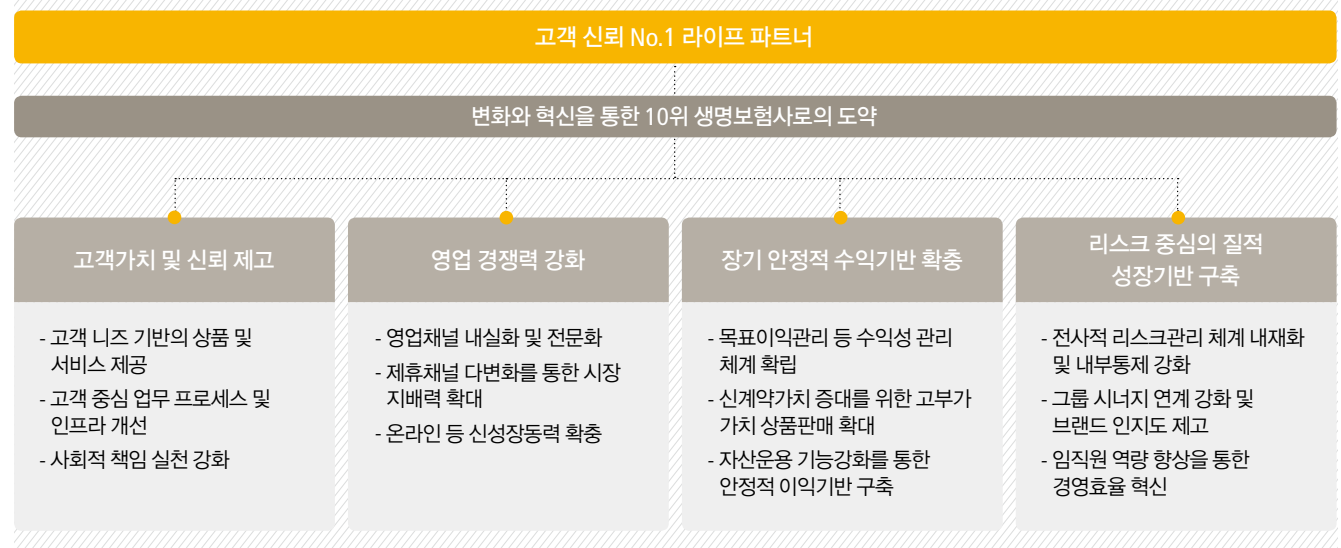 고객 신뢰 No.1 라이프 파트너
변화와 혁신을 통한 10위 생명보험사로의 도약
고객가치 및 신뢰 제고
- 고객 니즈 기반의 상품 및
서비스 제공
- 고객 중심 업무 프로세스 및
인프라 개선
- 사회적 책임 실천 강화
영업 경쟁력 강화
- 영업채널 내실화 및 전문화
- 제휴채널 다변화를 통한 시장
지배력 확대
- 온라인 등 신성장동력 확충
장기 안정적 수익기반 확충
- 목표이익관리 등 수익성 관리
체계 확립
- 신계약가치 증대를 위한 고부가
가치 상품판매 확대
- 자산운용 기능강화를 통한
안정적 이익기반 구축
리스크 중심의 질적
성장기반 구축
- 전사적 리스크관리 체계 내재화
및 내부통제 강화
- 그룹 시너지 연계 강화 및
브랜드 인지도 제고
- 임직원 역량 향상을 통한
경영효율 혁신